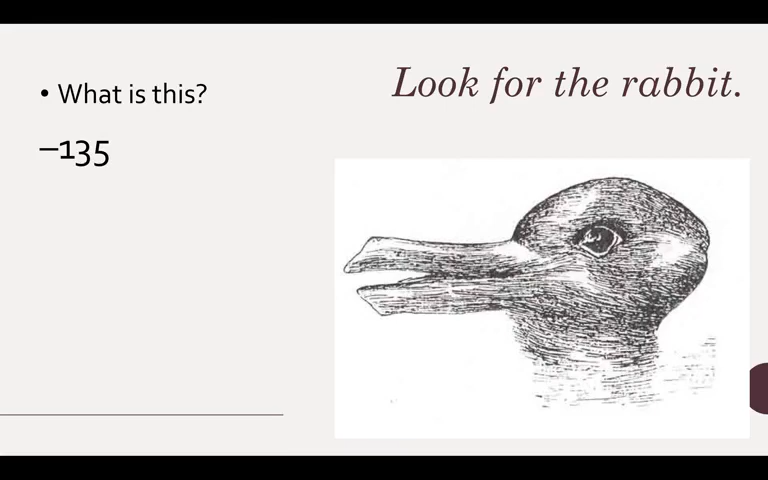 Look for the rabbit.
• What is this?
–135